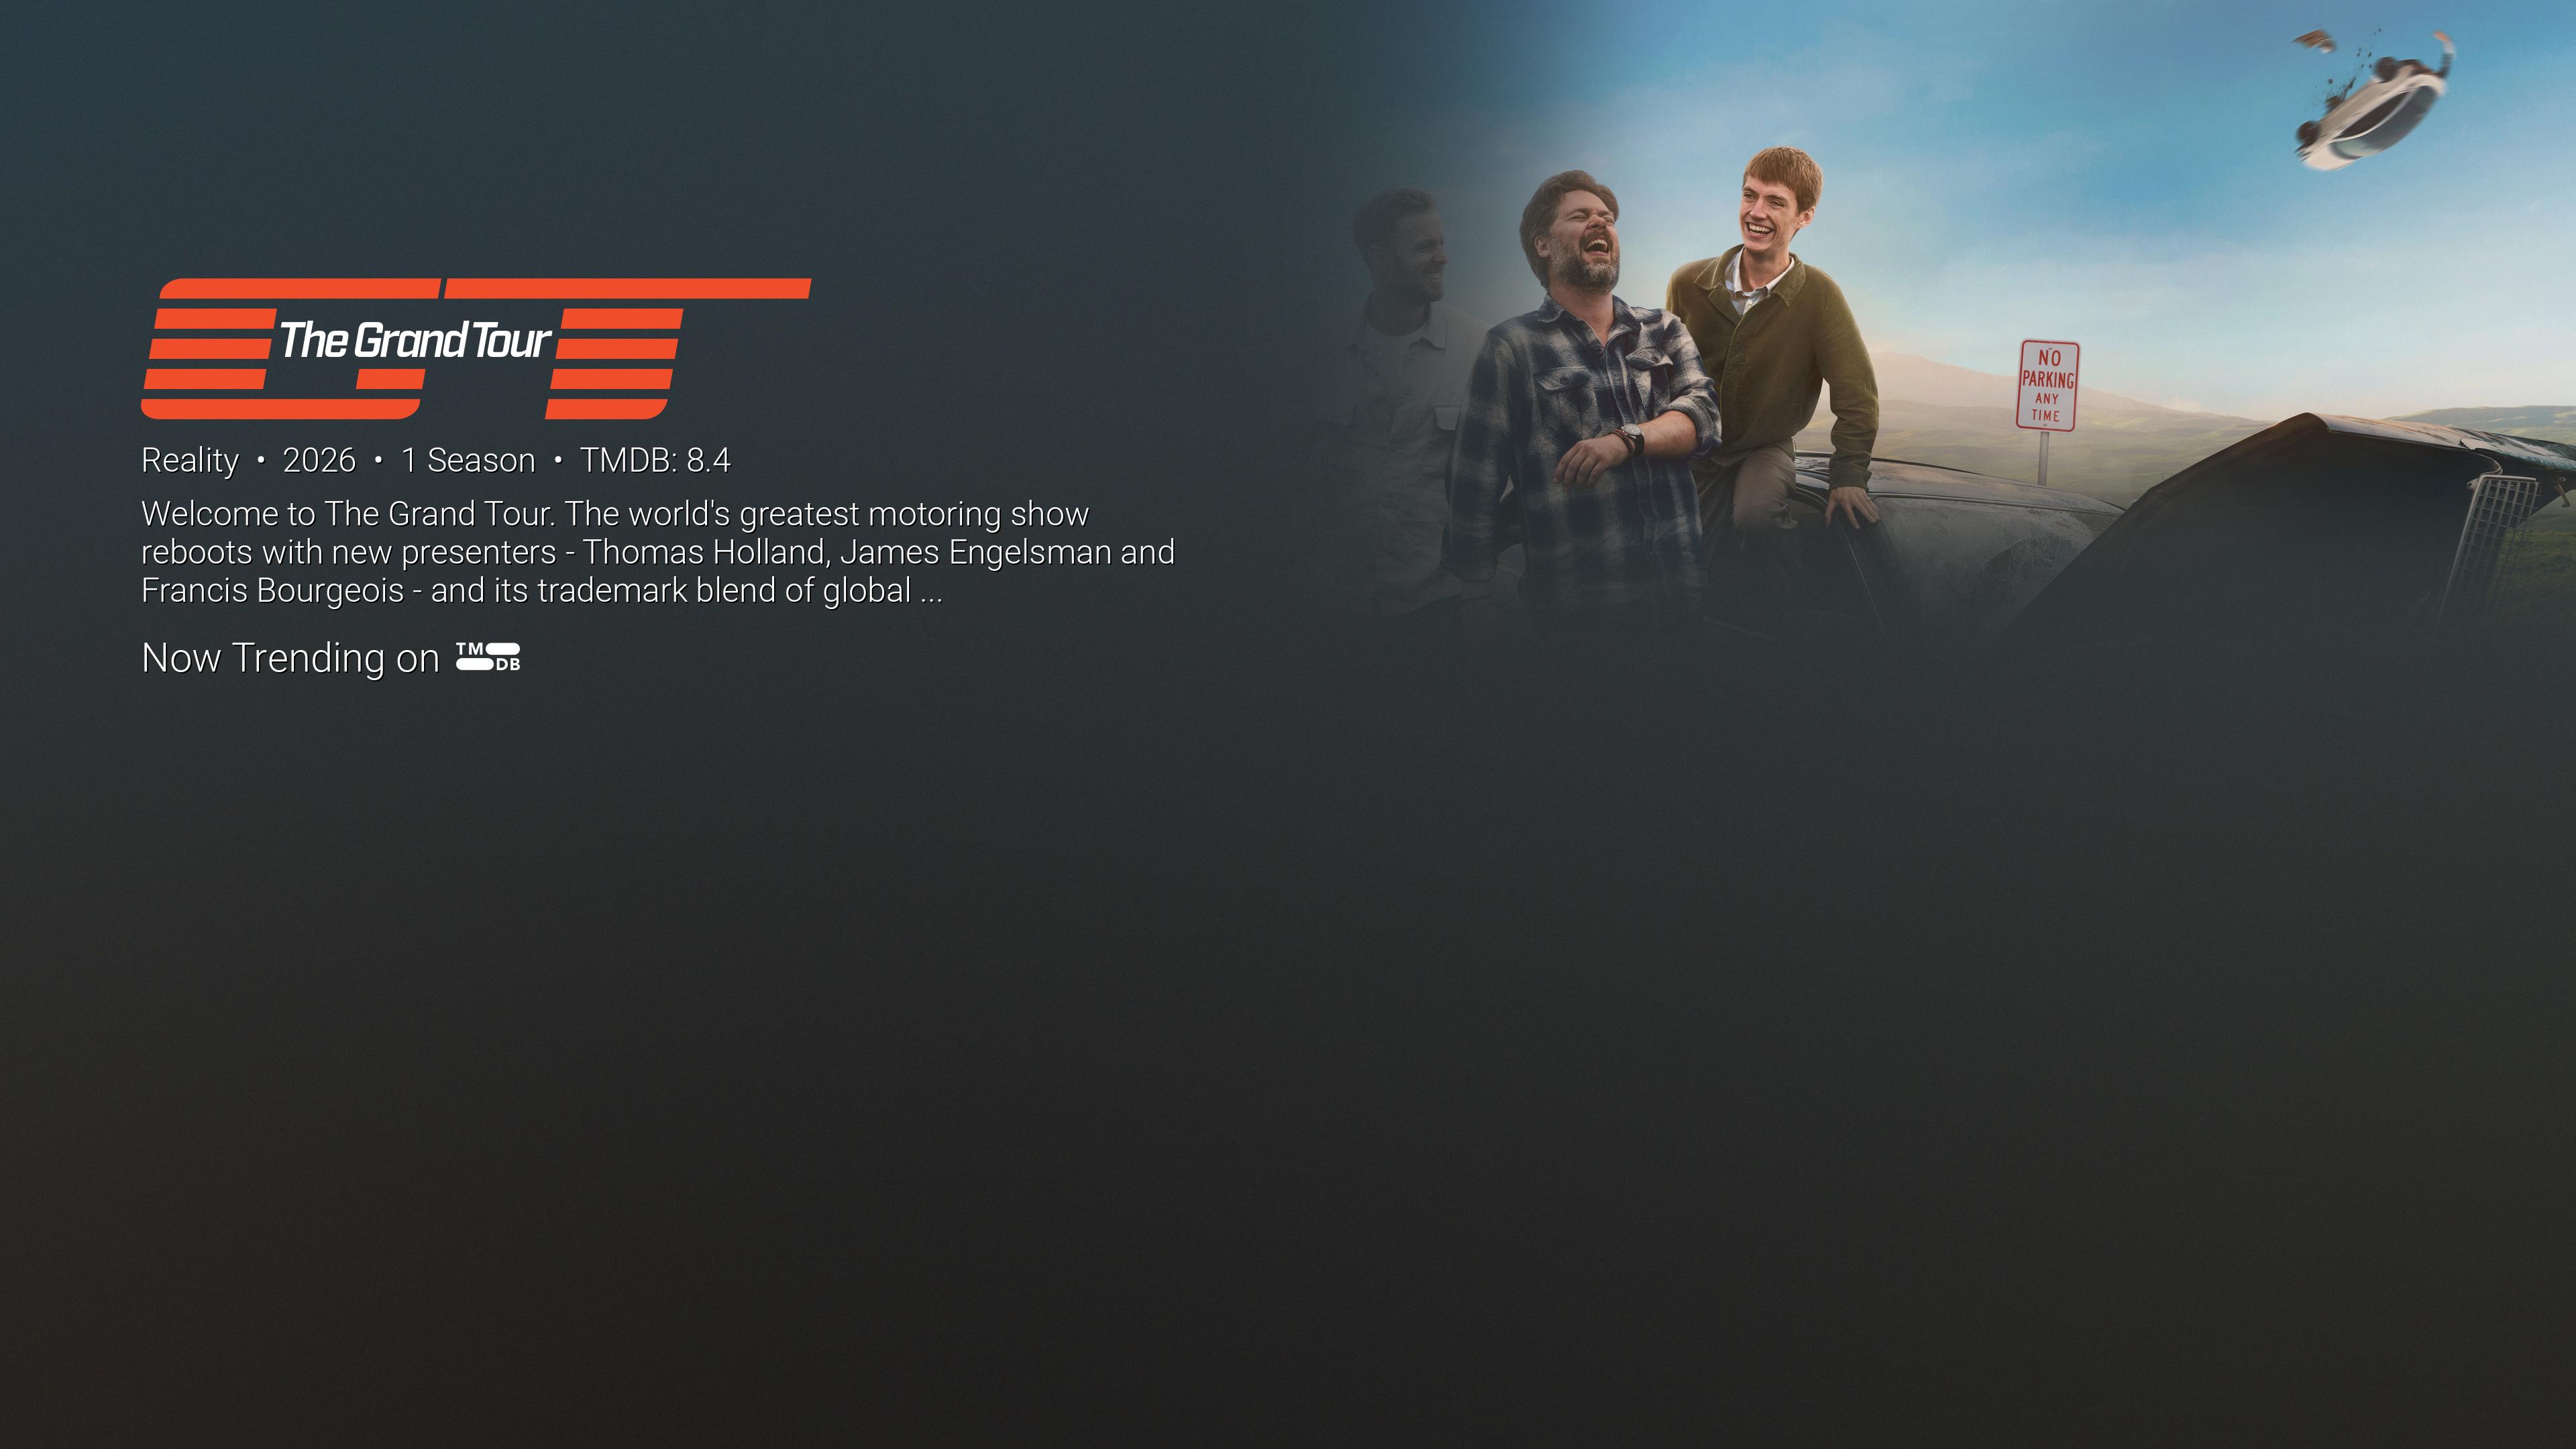 The Grand Tour
Reality • 2026 • 1 Season • TMDB: 8.4
Welcome to The Grand Tour. The world's greatest motoring show
reboots with new presenters - Thomas Holland, James Engelsman and
Francis Bourgeois - and its trademark blend of global ...
Now Trending on TMDB
NO
PARKING
ANY
TIME